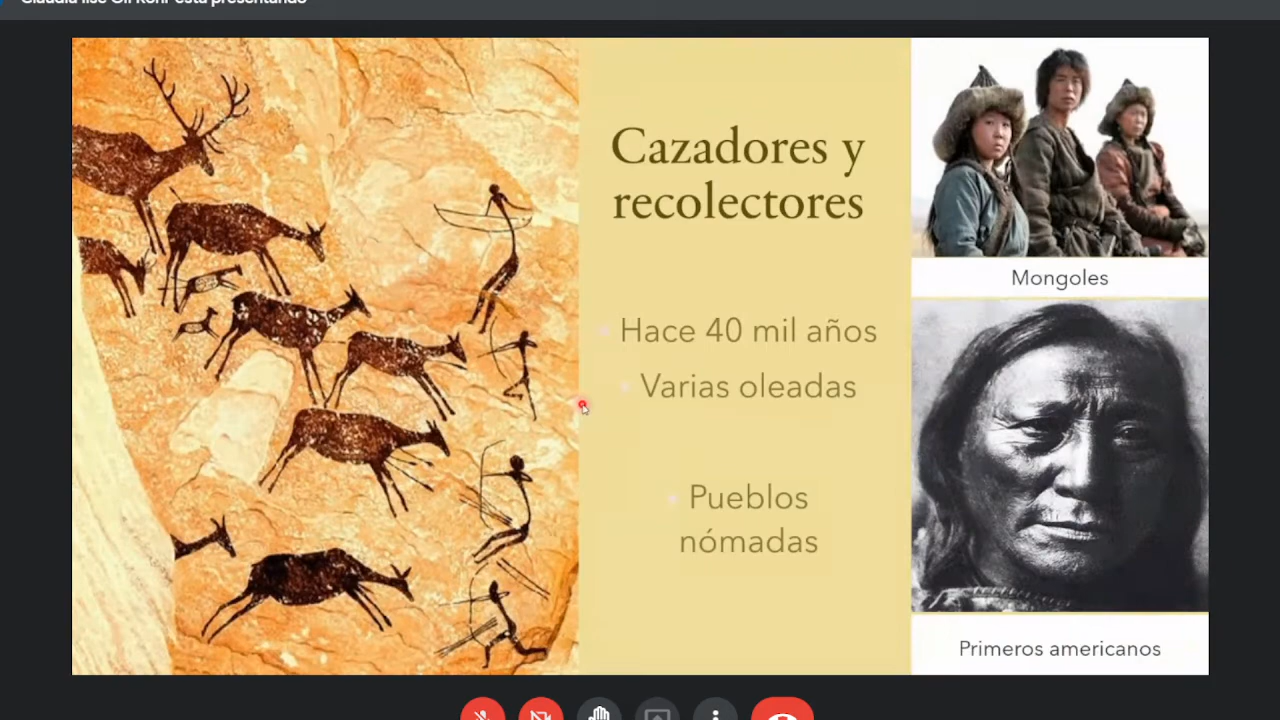 Cazadores y
recolectores
Hace 40 mil años
Varias oleadas
Pueblos
nómadas
Mongoles
Primeros americanos